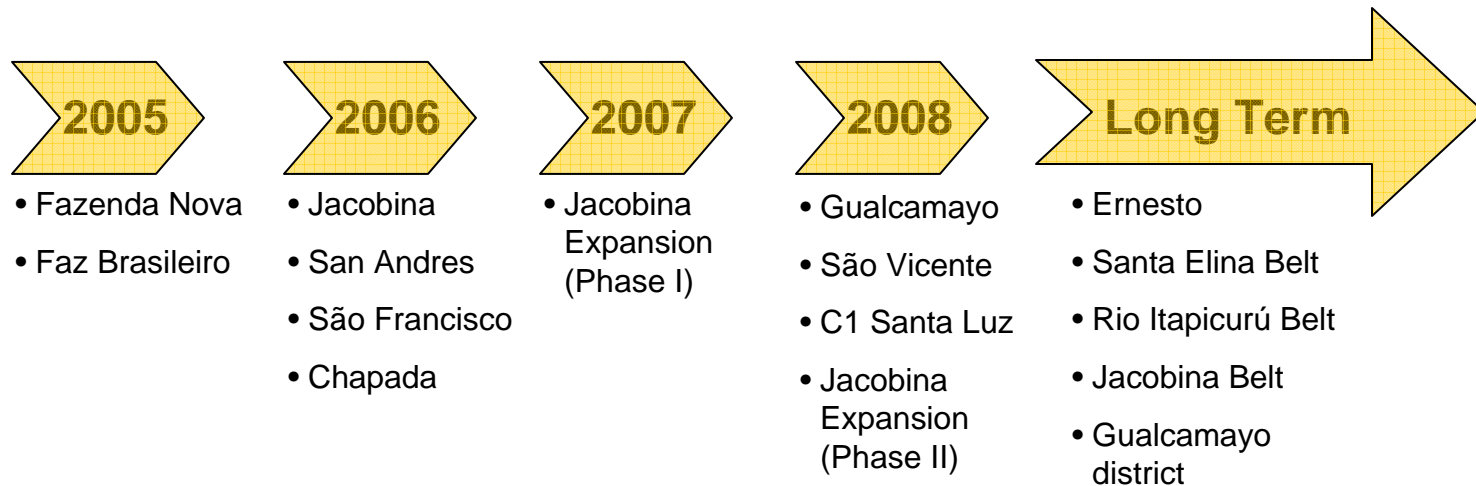 2005
• Fazenda Nova
• Faz Brasileiro
2006
• Jacobina
• San Andres
• São Francisco
• Chapada
2007
• Jacobina
Expansion
(Phase I)
2008
• Gualcamayo
• São Vicente
• C1 Santa Luz
• Jacobina
Expansion
(Phase II)
Long Term
• Ernesto
• Santa Elina Belt
• Rio Itapicurú Belt
• Jacobina Belt
• Gualcamayo
district